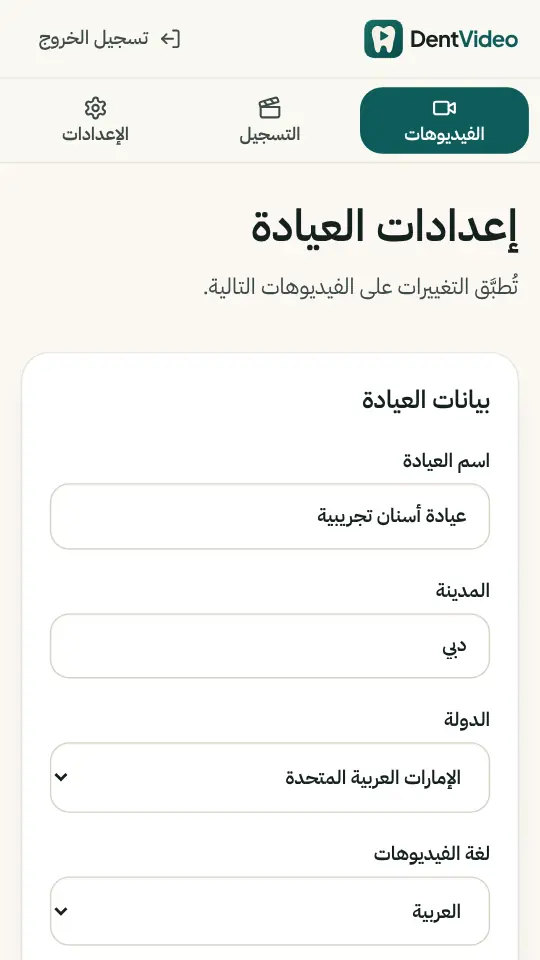 DentVideo
تسجيل الخروج
الفيديوهات
التسجيل
الإعدادات
إعدادات العيادة
تُطبَّق التغييرات على الفيديوهات التالية.
بيانات العيادة
اسم العيادة
عيادة أسنان تجريبية
المدينة
دبي
الدولة
الإمارات العربية المتحدة
لغة الفيديوهات
العربية